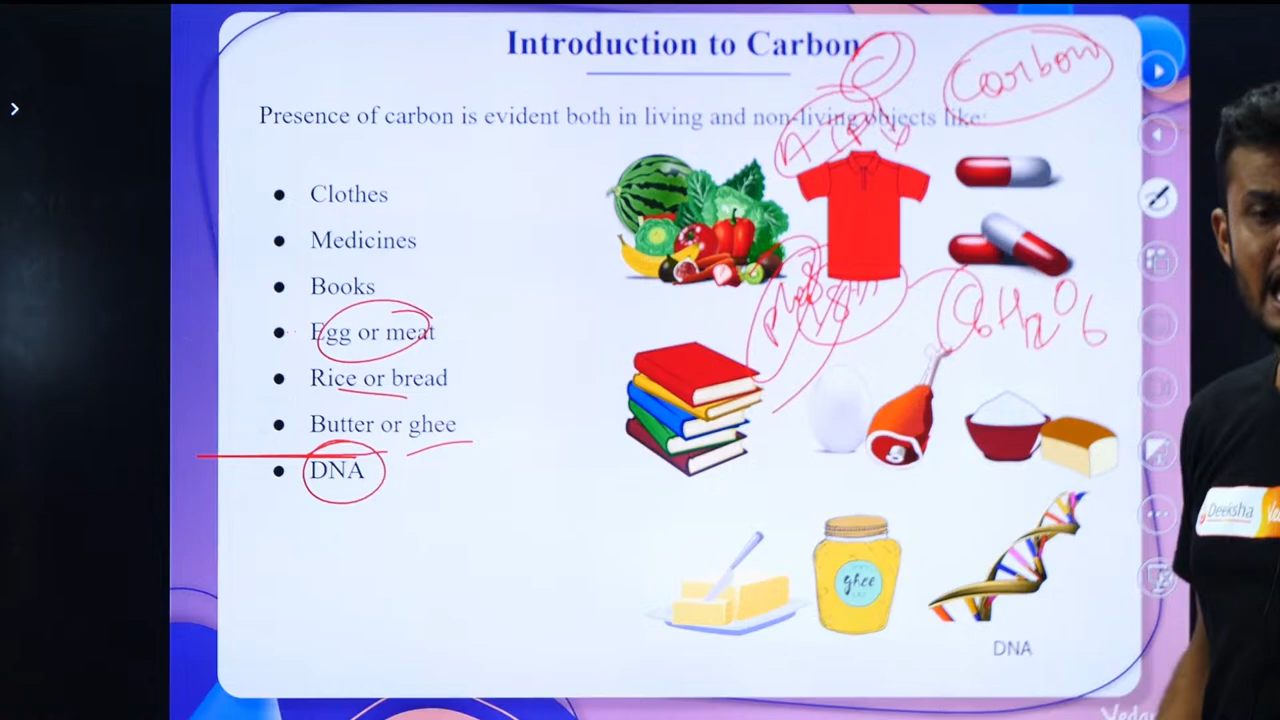 Introduction to Carbon
Carbon
Presence of carbon is evident both in living and non-living objects like:
Clothes
Medicines
Books
Egg or meat
Rice or bread
Butter or ghee
DNA
C6H12O6
ghee
DNA
Deeksha